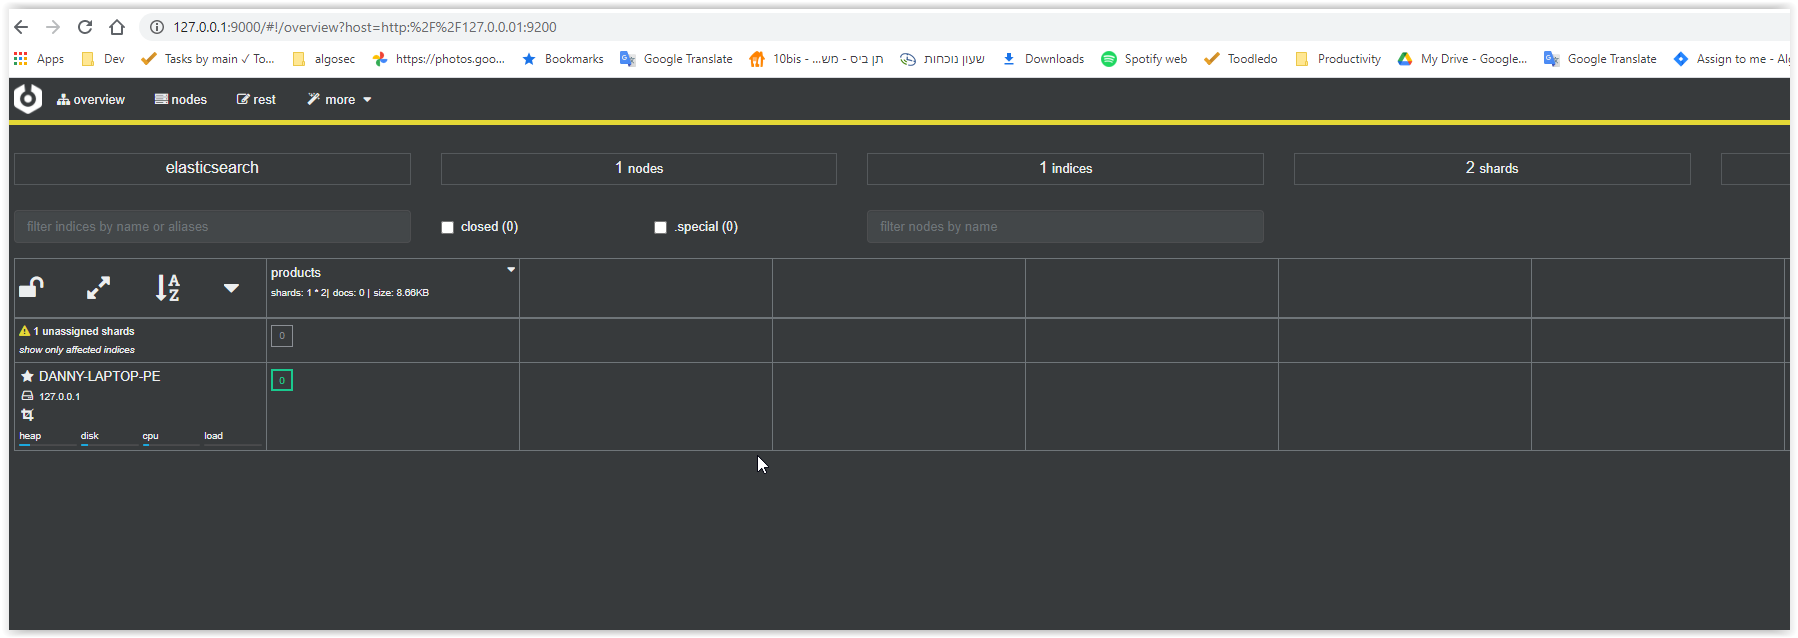 127.0.0.1:9000/#!/overview?host=http:%2F%2F127.0.0.01:9200
Apps Dev Tasks by main ✓ To... algosec https://photos.goo... Bookmarks Google Translate תן ביס - מש... - 10bis שעון נוכחות Downloads Spotify web Toodledo Productivity My Drive - Google... Google Translate Assign to me - Al
overview nodes rest more
elasticsearch 1 nodes 1 indices 2 shards
filter indices by name or aliases closed (0) .special (0) filter nodes by name
A
Z
products
shards: 1 * 2| docs: 0 | size: 8.66KB
1 unassigned shards 0
show only affected indices
DANNY-LAPTOP-PE 0
127.0.0.1
heap disk cpu load